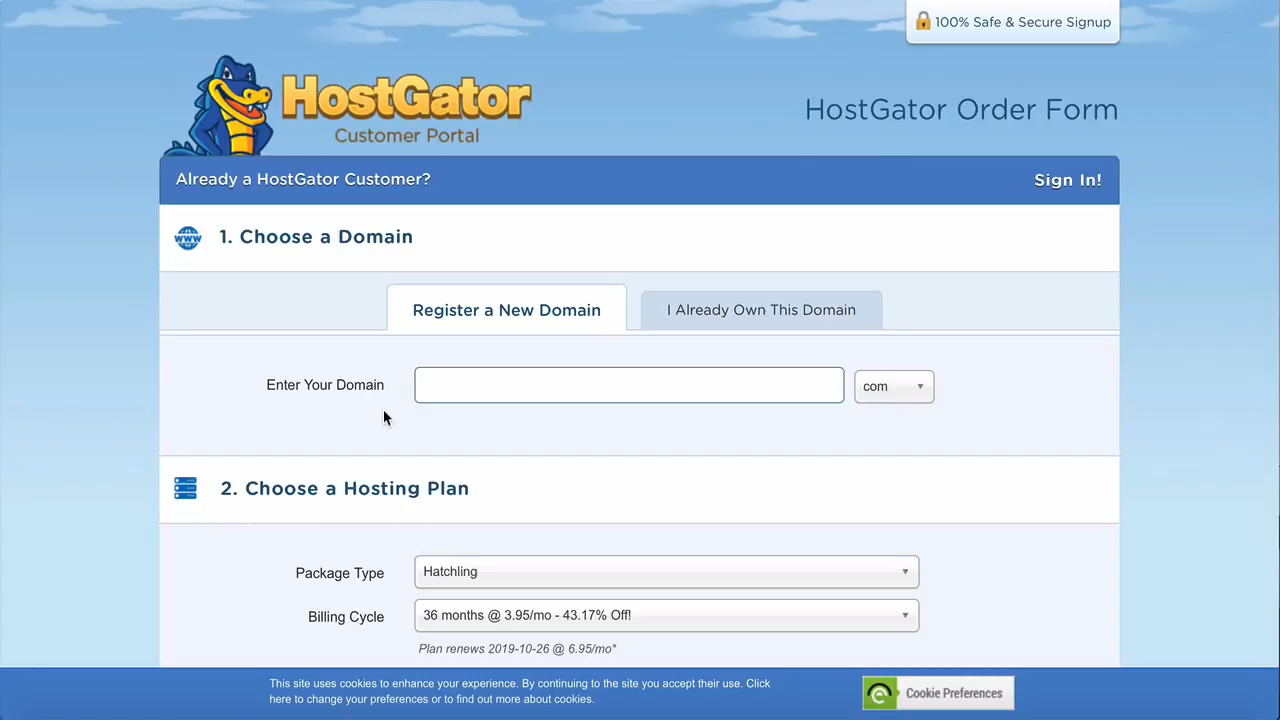 100% Safe & Secure Signup
HostGator
Customer Portal
HostGator Order Form
Already a HostGator Customer?
Sign In!
www
1. Choose a Domain
Register a New Domain
I Already Own This Domain
Enter Your Domain
com
2. Choose a Hosting Plan
Package Type
Hatchling
Billing Cycle
36 months @ 3.95/mo - 43.17% Off!
Plan renews 2019-10-26 @ 6.95/mo*
This site uses cookies to enhance your experience. By continuing to the site you accept their use. Click
here to change your preferences or to find out more about cookies.
Cookie Preferences